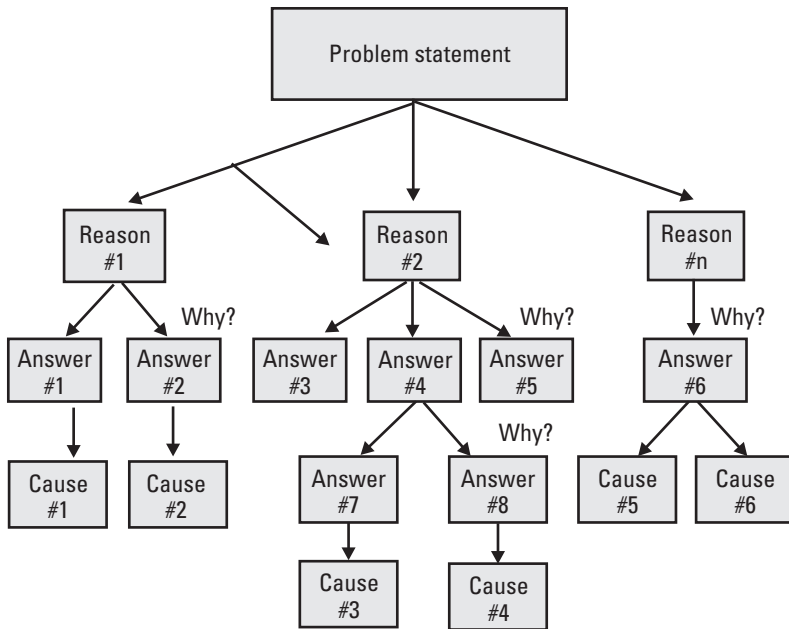 Problem statement
Reason
#1
Reason
#2
Reason
#n
Why?
Why?
Why?
Answer
#1
Answer
#2
Answer
#3
Answer
#4
Answer
#5
Answer
#6
Why?
Cause
#1
Cause
#2
Answer
#7
Answer
#8
Cause
#5
Cause
#6
Cause
#3
Cause
#4